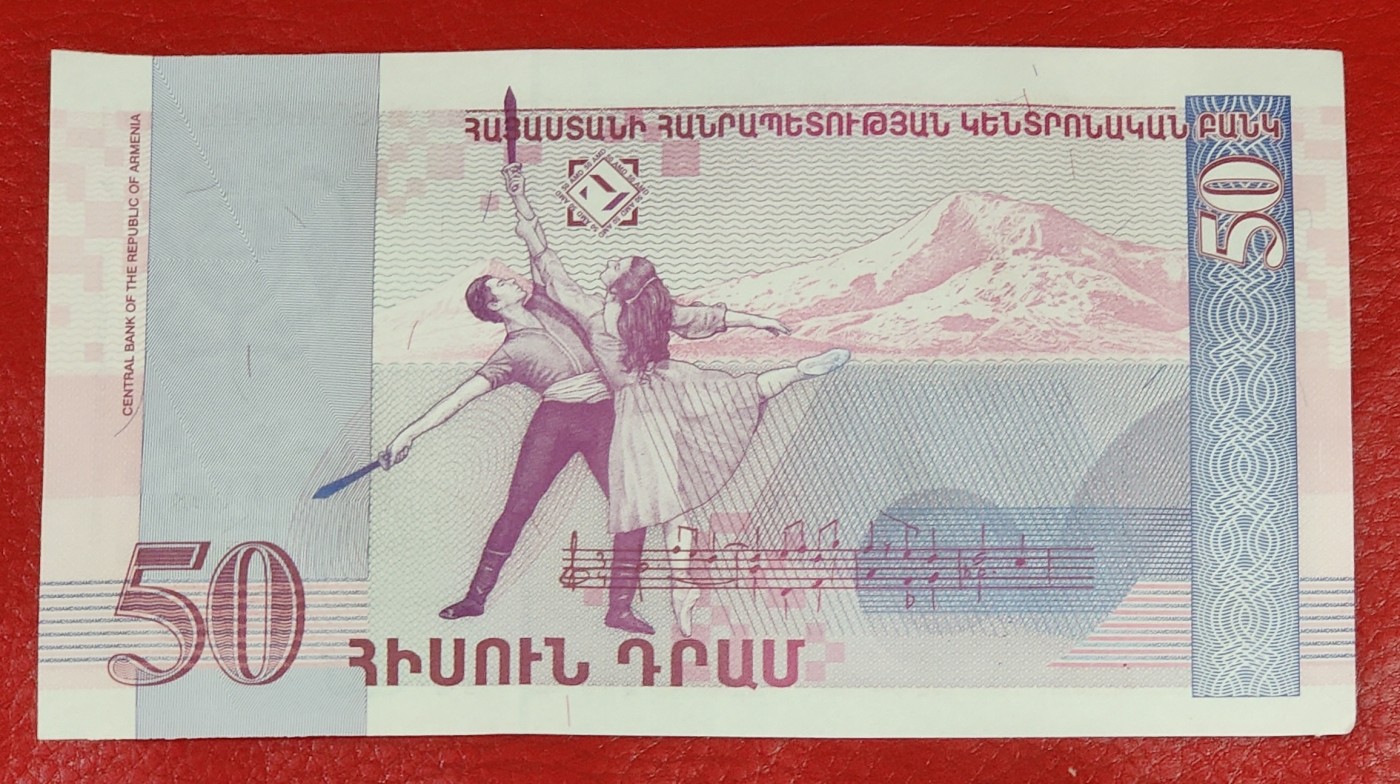 ՀԱՅԱՍՏԱՆԻ ՀԱՆՐԱՊԵՏՈՒԹՅԱՆ ԿԵՆՏՐՈՆԱԿԱՆ ԲԱՆԿ
CENTRAL BANK OF THE REPUBLIC OF ARMENIA
50
50
ՀԻՍՈՒՆ ԴՐԱՄ